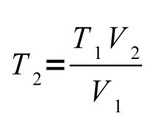 T₂ = T₁V₂ / V₁